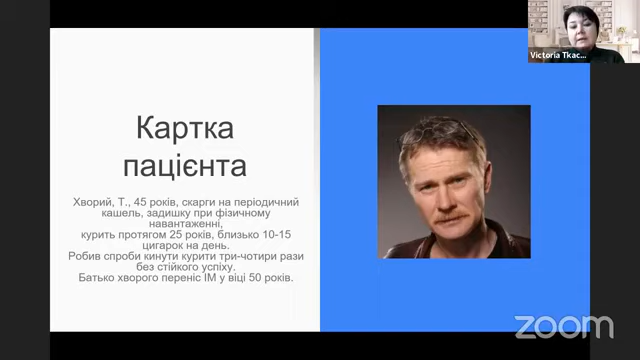 Victoria Tkac...
Картка
пацієнта
Хворий, Т., 45 років, скарги на періодичний
кашель, задишку при фізичному
навантаженні,
курить протягом 25 років, близько 10-15
цигарок на день.
Робив спроби кинути курити три-чотири рази
без стійкого успіху.
Батько хворого переніс ІМ у віці 50 років.
zoom